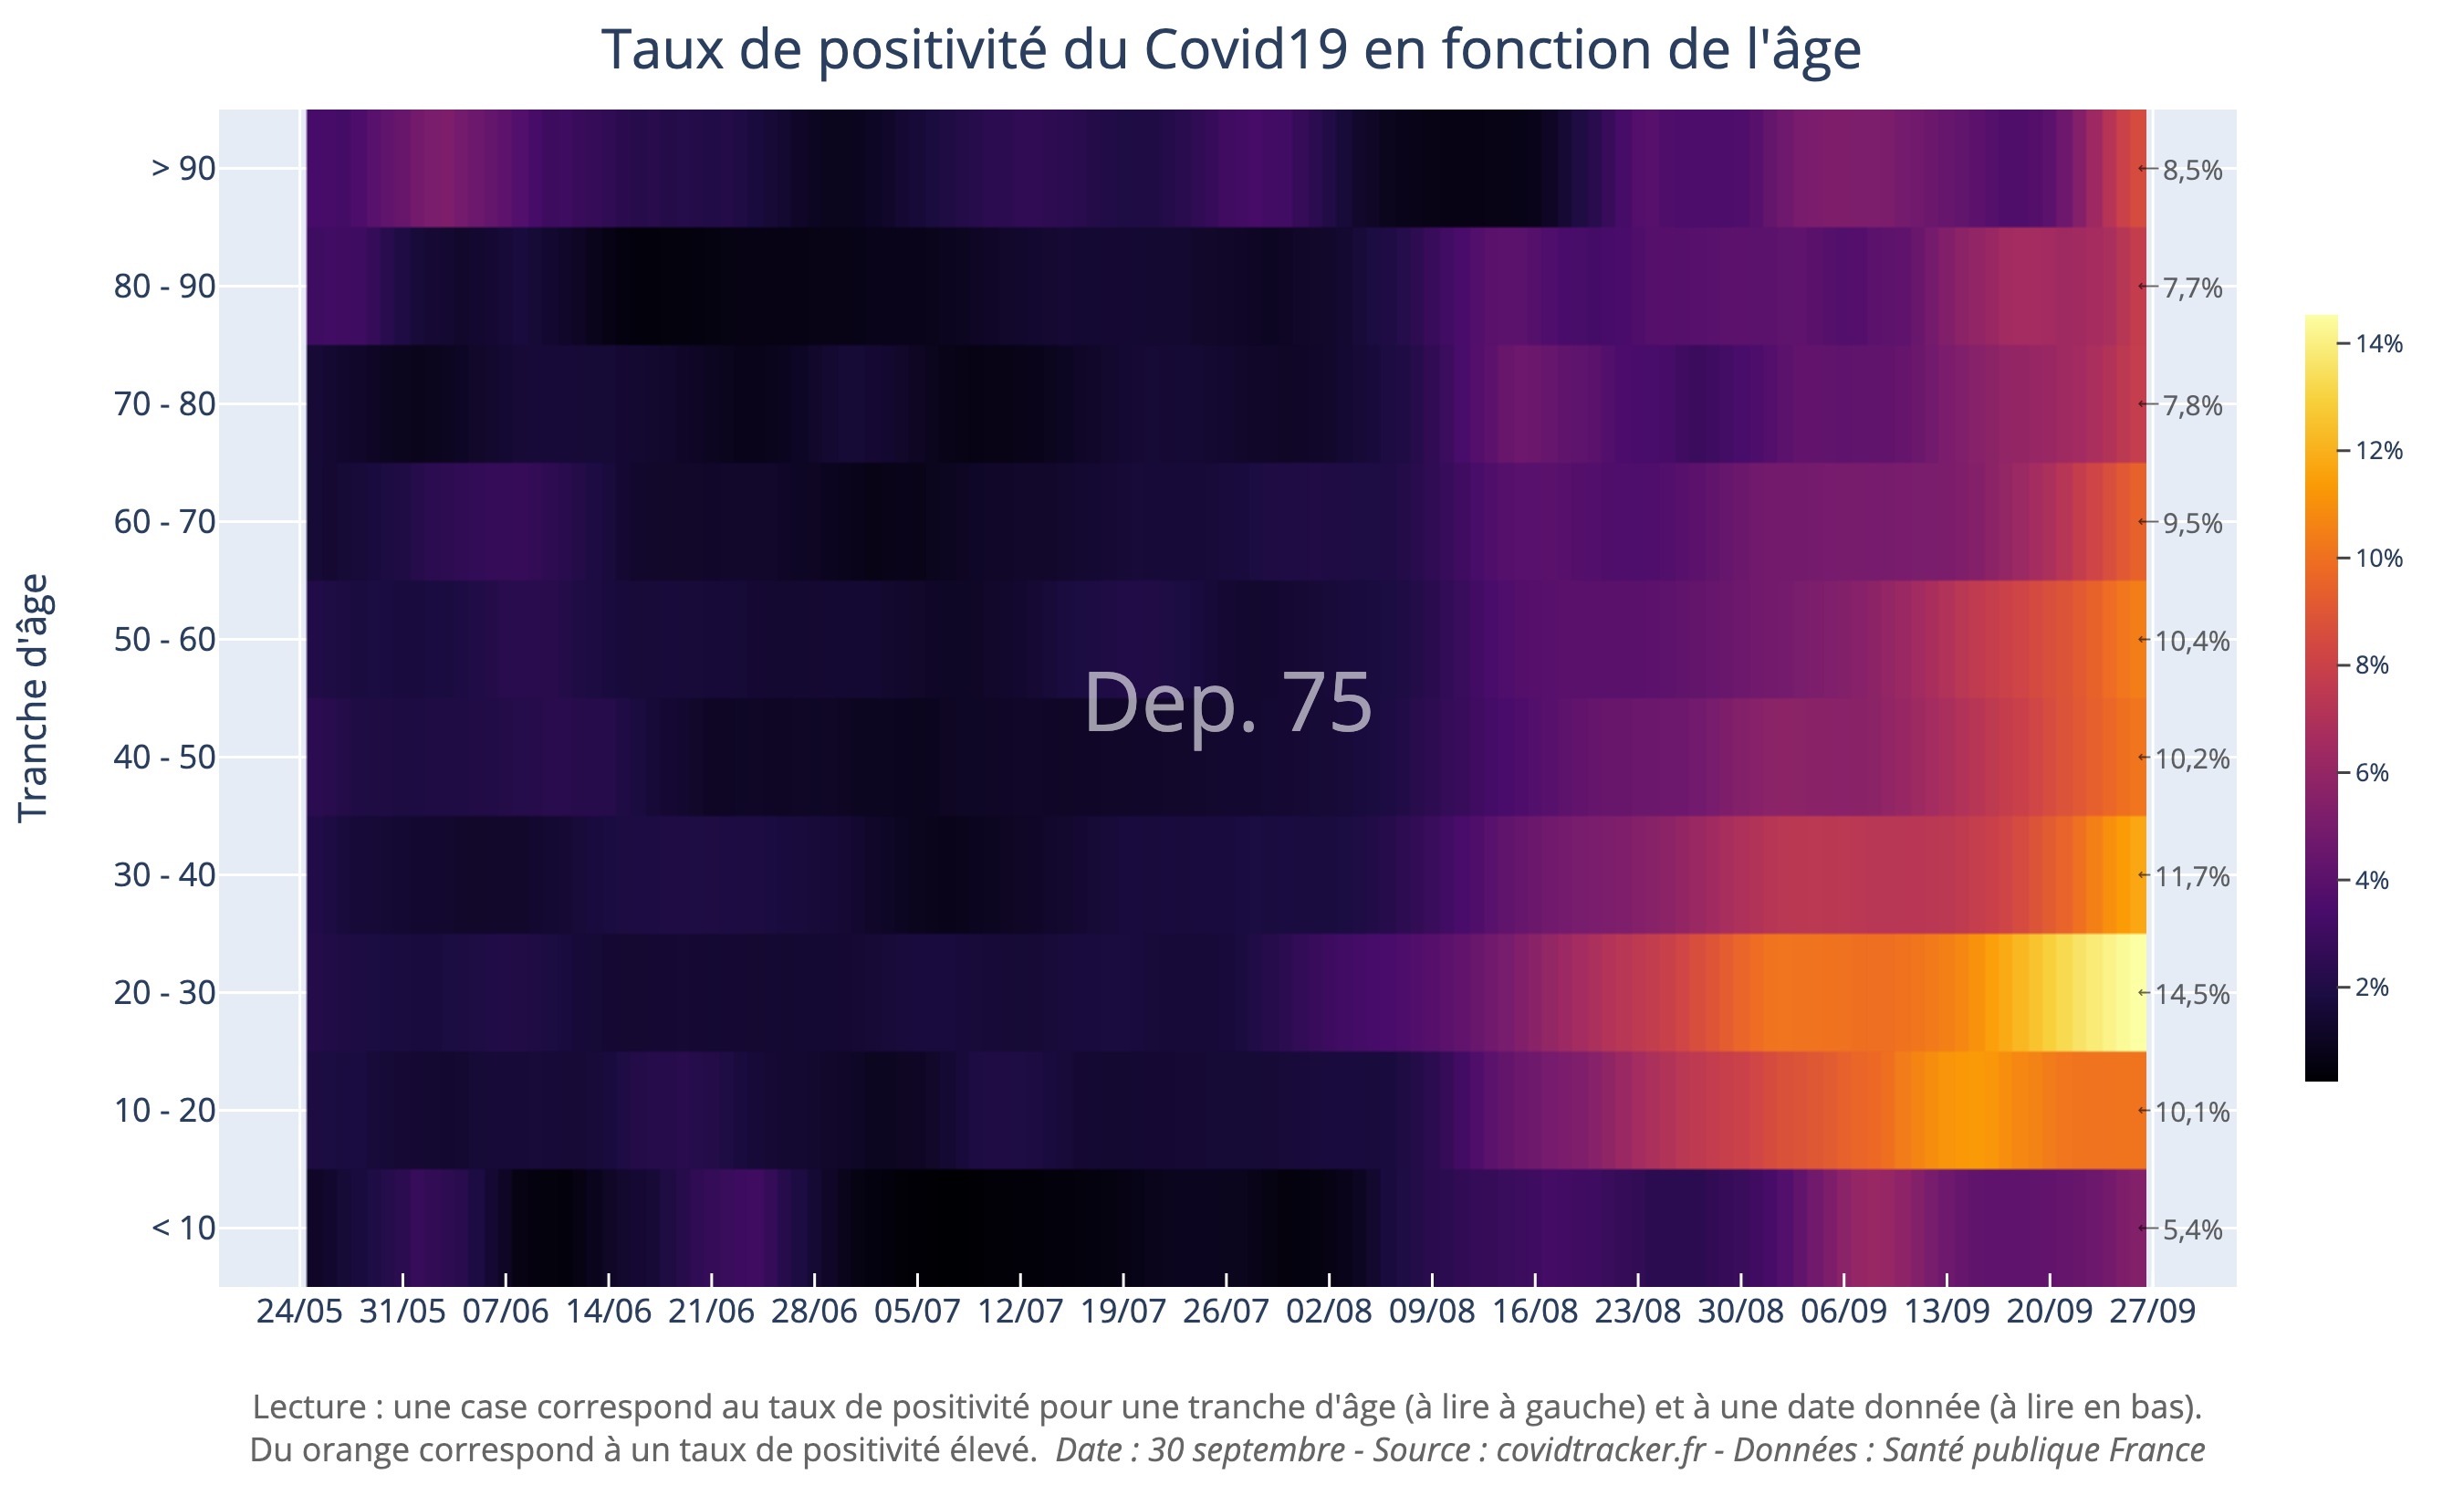 Taux de positivité du Covid19 en fonction de l'âge
Tranche d'âge
> 90
80 - 90
70 - 80
60 - 70
50 - 60
40 - 50
30 - 40
20 - 30
10 - 20
< 10
Dep. 75
8,5%
7,7%
7,8%
9,5%
10,4%
10,2%
11,7%
14,5%
10,1%
5,4%
14%
12%
10%
8%
6%
4%
2%
24/05 31/05 07/06 14/06 21/06 28/06 05/07 12/07 19/07 26/07 02/08 09/08 16/08 23/08 30/08 06/09 13/09 20/09 27/09
Lecture : une case correspond au taux de positivité pour une tranche d'âge (à lire à gauche) et à une date donnée (à lire en bas).
Du orange correspond à un taux de positivité élevé. Date : 30 septembre - Source : covidtracker.fr - Données : Santé publique France